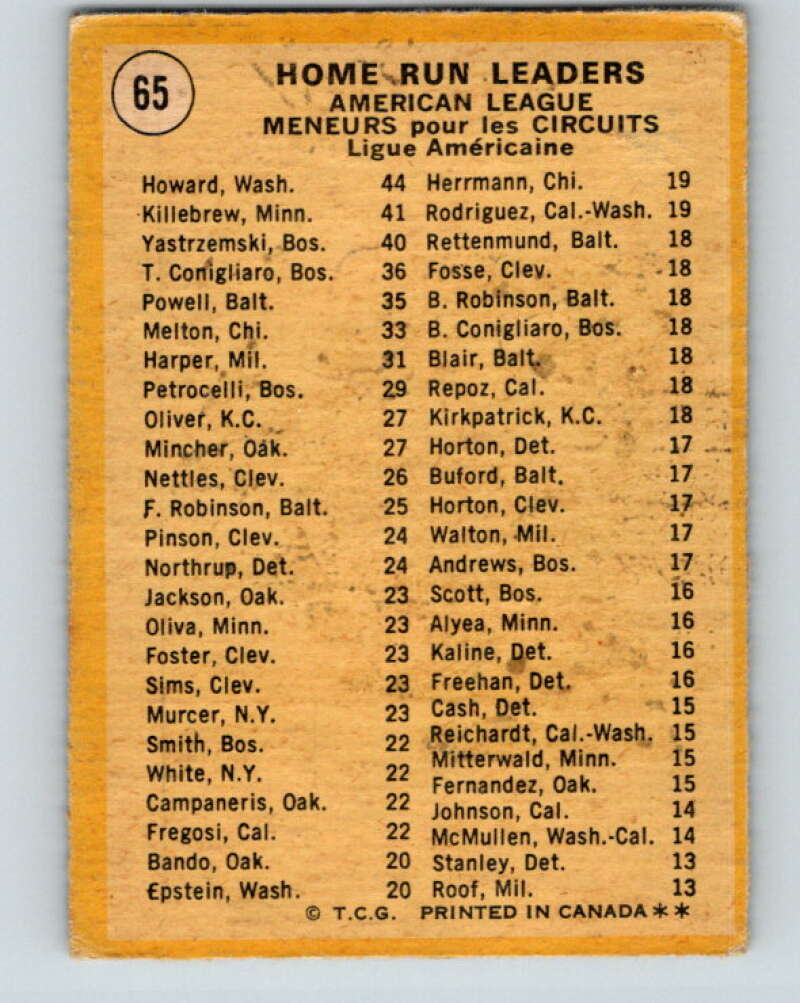 65
HOME RUN LEADERS
AMERICAN LEAGUE
MENEURS pour les CIRCUITS
Ligue Américaine
Howard, Wash. 44
Killebrew, Minn. 41
Yastrzemski, Bos. 40
T. Conigliaro, Bos. 36
Powell, Balt. 35
Melton, Chi. 33
Harper, Mil. 31
Petrocelli, Bos. 29
Oliver, K.C. 27
Mincher, Oak. 27
Nettles, Clev. 26
F. Robinson, Balt. 25
Pinson, Clev. 24
Northrup, Det. 24
Jackson, Oak. 23
Oliva, Minn. 23
Foster, Clev. 23
Sims, Clev. 23
Murcer, N.Y. 23
Smith, Bos. 22
White, N.Y. 22
Campaneris, Oak. 22
Fregosi, Cal. 22
Bando, Oak. 20
Epstein, Wash. 20
Herrmann, Chi. 19
Rodriguez, Cal.-Wash. 19
Rettenmund, Balt. 18
Fosse, Clev. 18
B. Robinson, Balt. 18
B. Conigliaro, Bos. 18
Blair, Balt. 18
Repoz, Cal. 18
Kirkpatrick, K.C. 18
Horton, Det. 17
Buford, Balt. 17
Horton, Clev. 17
Walton, Mil. 17
Andrews, Bos. 17
Scott, Bos. 16
Alyea, Minn. 16
Kaline, Det. 16
Freehan, Det. 16
Cash, Det. 15
Reichardt, Cal.-Wash. 15
Mitterwald, Minn. 15
Fernandez, Oak. 15
Johnson, Cal. 14
McMullen, Wash.-Cal. 14
Stanley, Det. 13
Roof, Mil. 13
© T.C.G. PRINTED IN CANADA * *